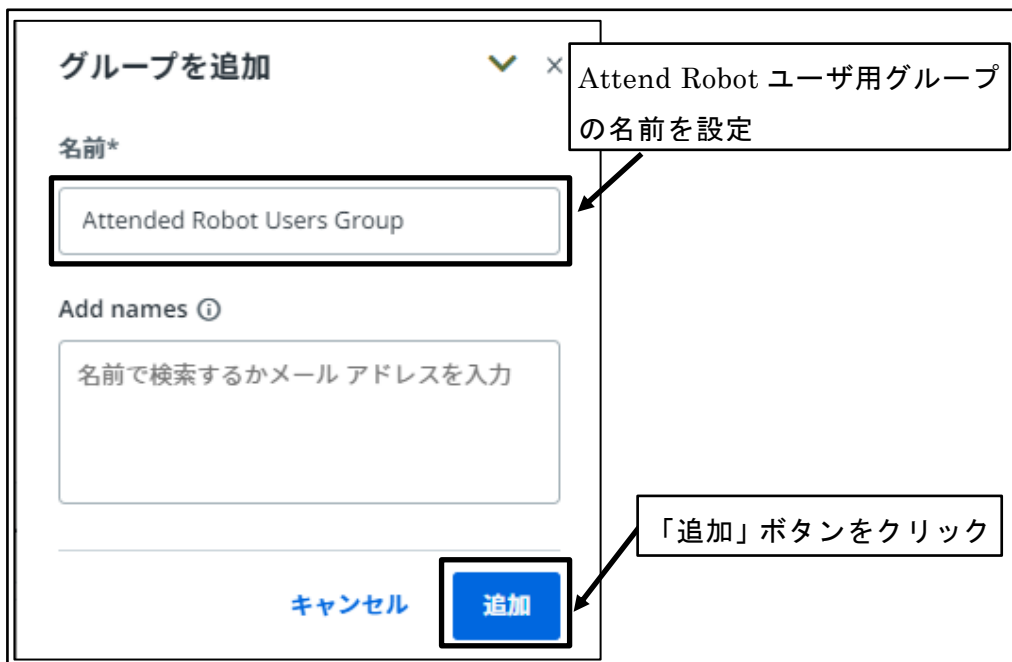 グループを追加
Attend Robot ユーザ用グループ
の名前を設定
名前*
Attended Robot Users Group
Add names
名前で検索するかメール アドレスを入力
「追加」ボタンをクリック
キャンセル
追加